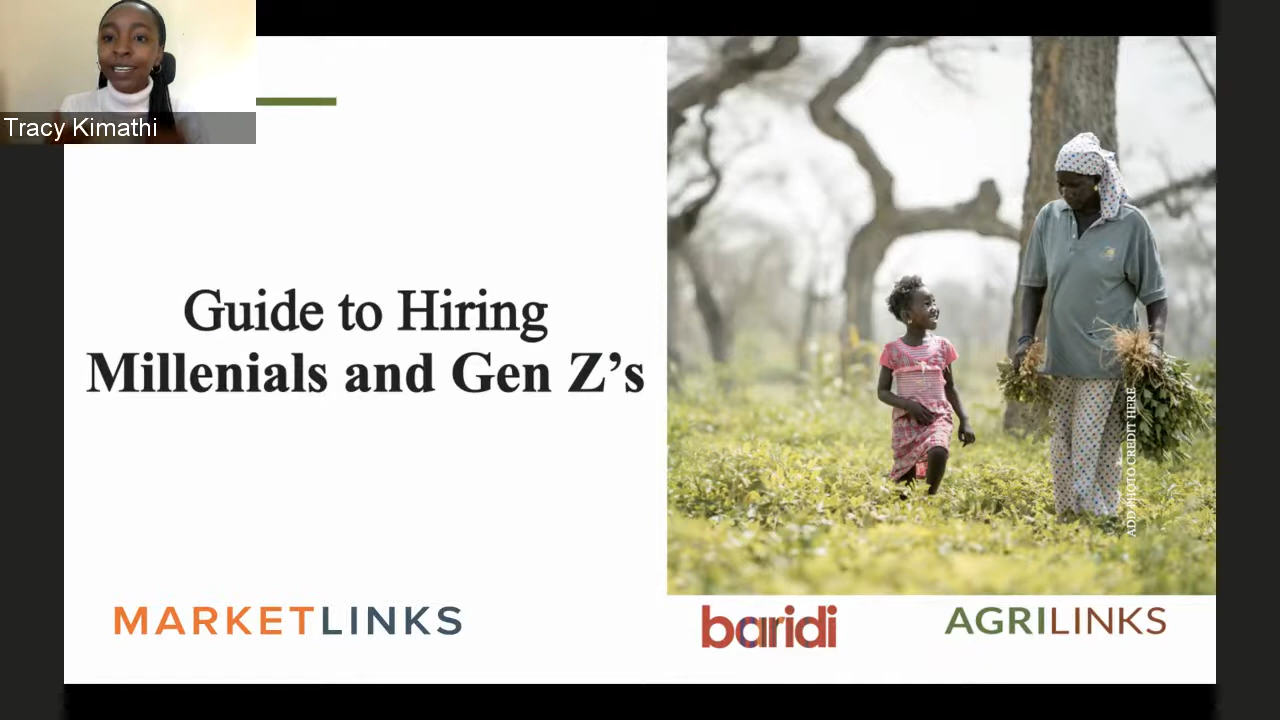 Tracy Kimathi
Guide to Hiring
Millenials and Gen Z’s
ADD PHOTO CREDIT HERE
MARKETLINKS
baridi
AGRILINKS